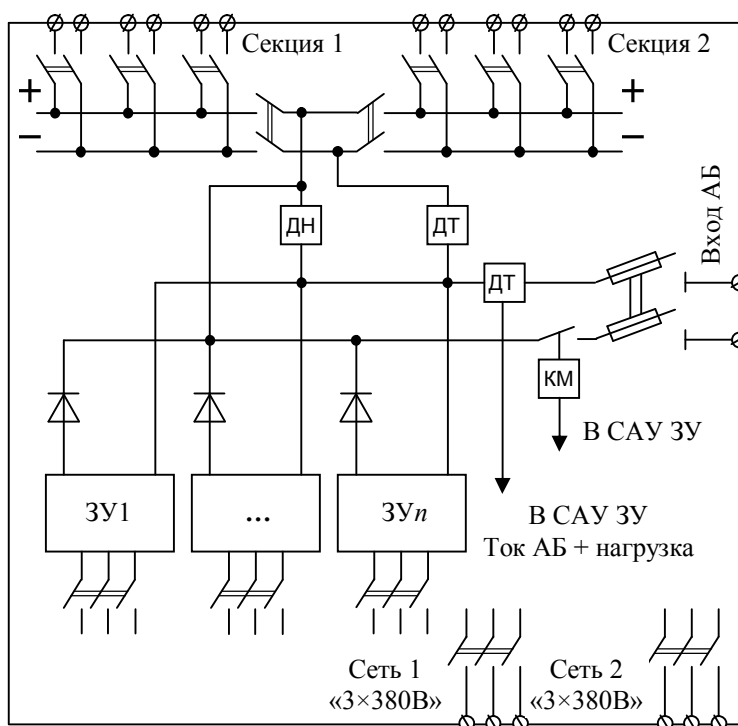 Секция 1
Секция 2
+
+
−
−
Вход АБ
ДН
ДТ
ДТ
КМ
В САУ ЗУ
ЗУ1
...
ЗУn
В САУ ЗУ
Ток АБ + нагрузка
Сеть 1
«3×380В»
Сеть 2
«3×380В»